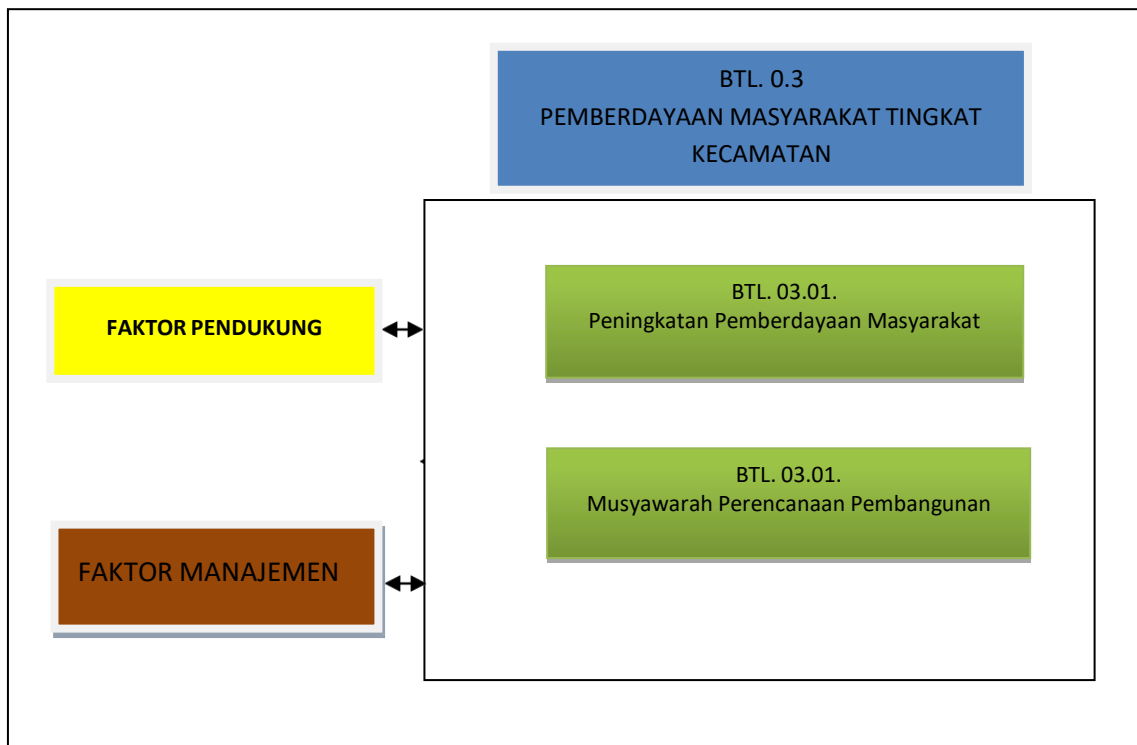 BTL. 0.3
PEMBERDAYAAN MASYARAKAT TINGKAT
KECAMATAN
FAKTOR PENDUKUNG
BTL. 03.01.
Peningkatan Pemberdayaan Masyarakat
BTL. 03.01.
Musyawarah Perencanaan Pembangunan
FAKTOR MANAJEMEN